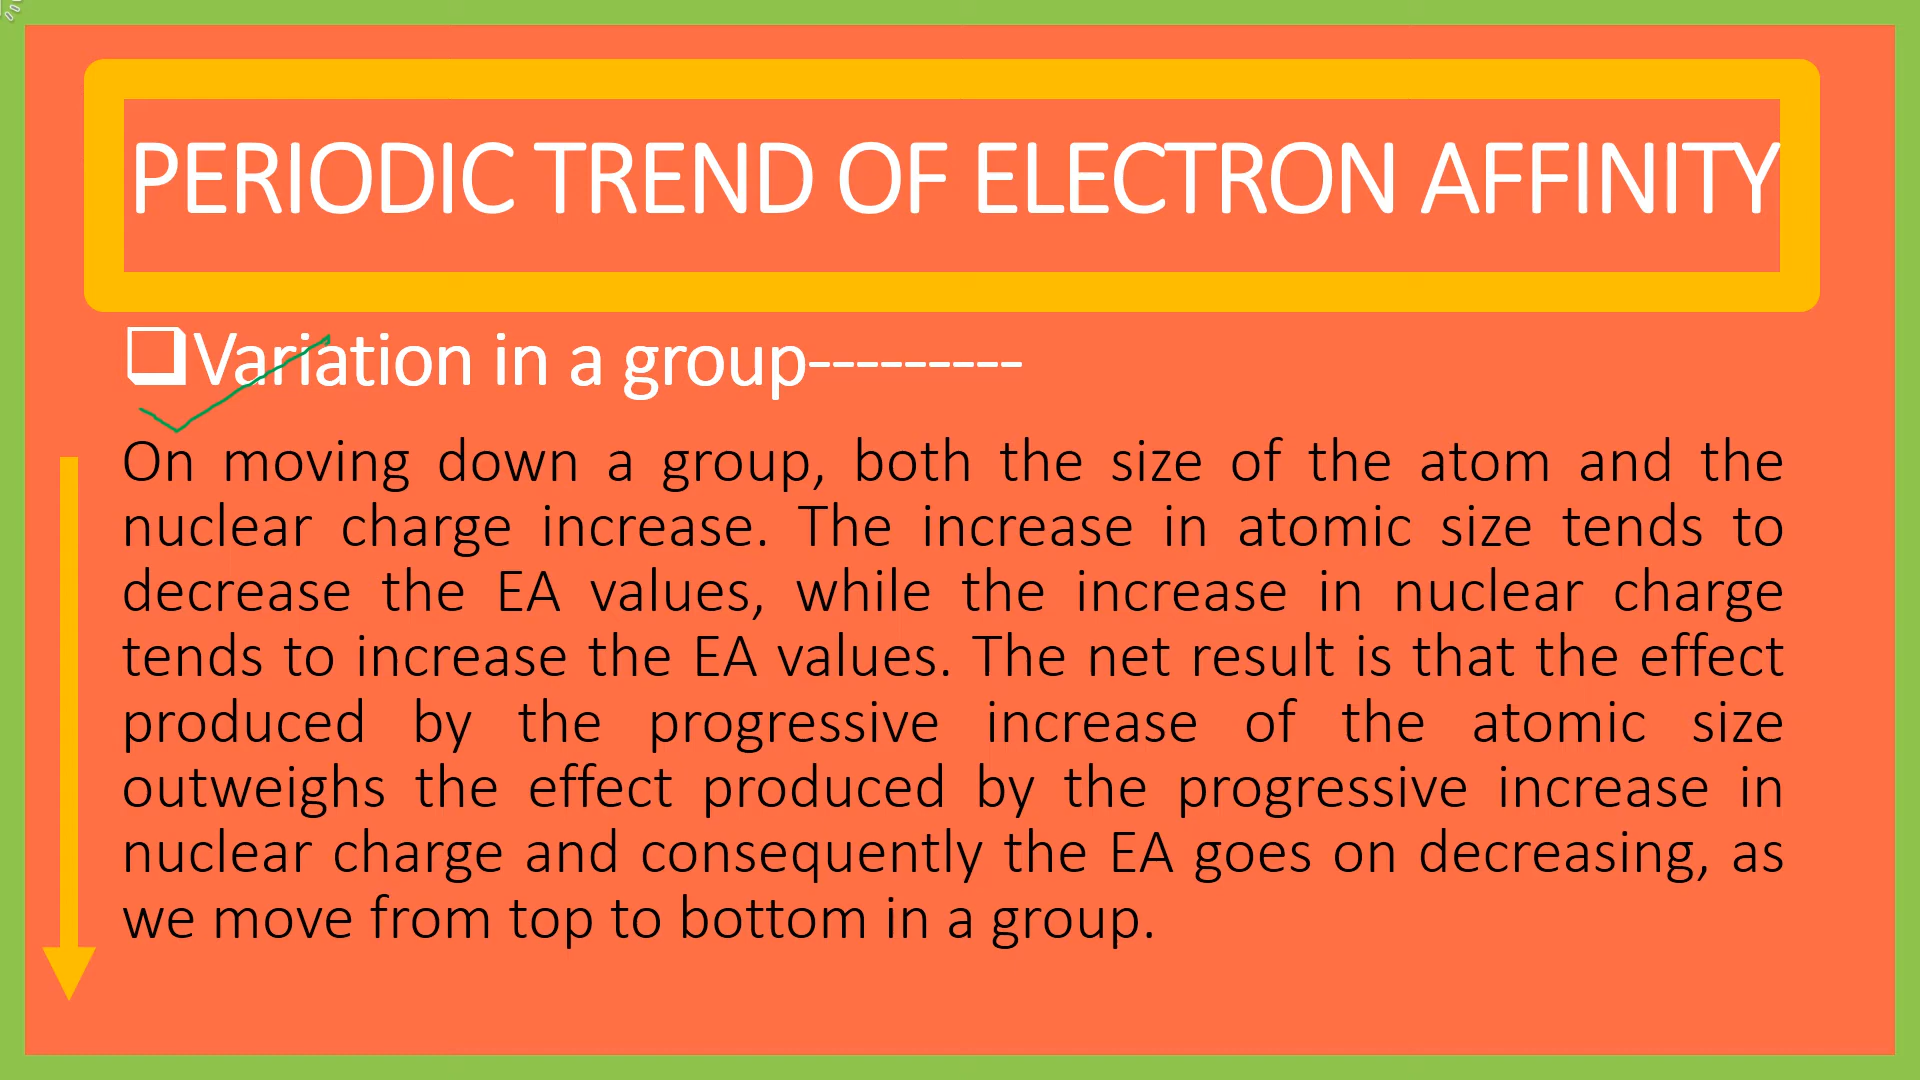 PERIODIC TREND OF ELECTRON AFFINITY
Variation in a group---------
On moving down a group, both the size of the atom and the
nuclear charge increase. The increase in atomic size tends to
decrease the EA values, while the increase in nuclear charge
tends to increase the EA values. The net result is that the effect
produced by the progressive increase of the atomic size
outweighs the effect produced by the progressive increase in
nuclear charge and consequently the EA goes on decreasing, as
we move from top to bottom in a group.